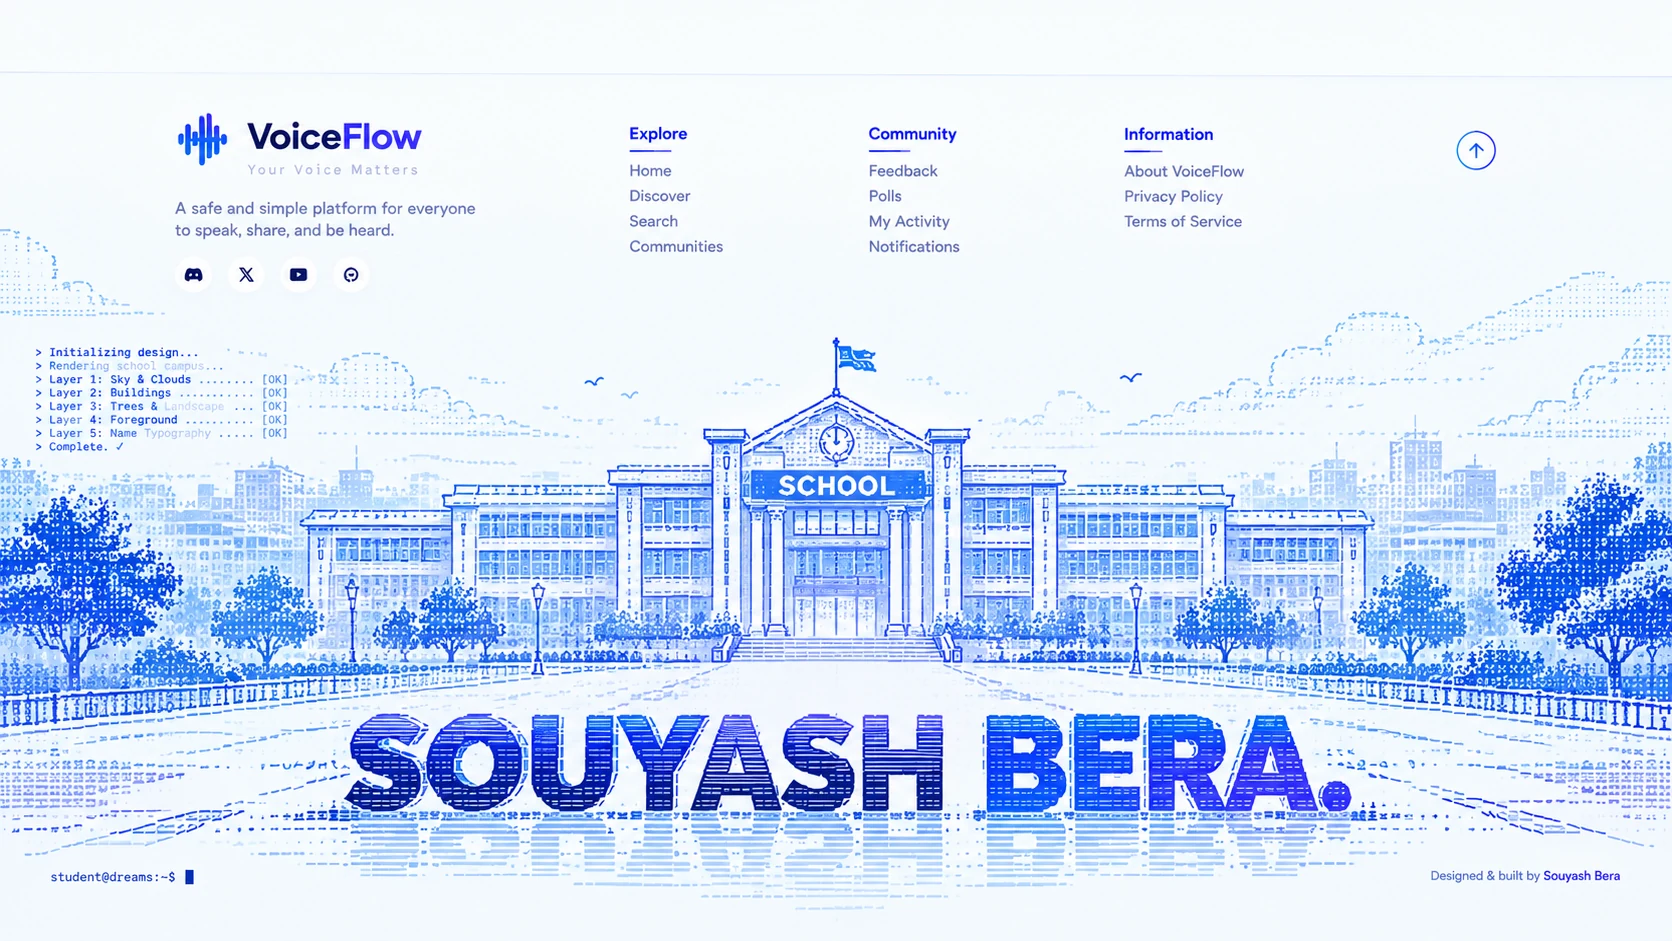 VoiceFlow
Your Voice Matters
A safe and simple platform for everyone
to speak, share, and be heard.
Explore
Home
Discover
Search
Communities
Community
Feedback
Polls
My Activity
Notifications
Information
About VoiceFlow
Privacy Policy
Terms of Service
> Initializing design...
> Rendering school campus...
> Layer 1: Sky & Clouds ........ [OK]
> Layer 2: Buildings ........... [OK]
> Layer 3: Trees & Landscape ... [OK]
> Layer 4: Foreground .......... [OK]
> Layer 5: Name Typography ..... [OK]
> Complete. ✓
SCHOOL
SOUYASH BERA.
student@dreams:~$
Designed & built by Souyash Bera